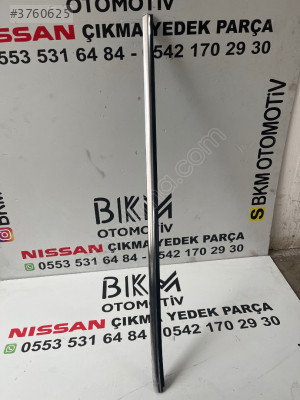 #3760625
OTOMOTİV
NISSAN ÇIKMA YEDEK PARÇA
0553 531 64 84 - 0542 170 29 30
S BKM OTOMOTİV
BKM
OTOMOTİV
NISSAN ÇIKMA YEDEK PARÇA
0553 531 64 84 - 0542 170 29 30
BKM
OTOMOTİV
NISSAN ÇIKMA YEDEK PARÇA
0553 531 64 84 0542 170 29 30